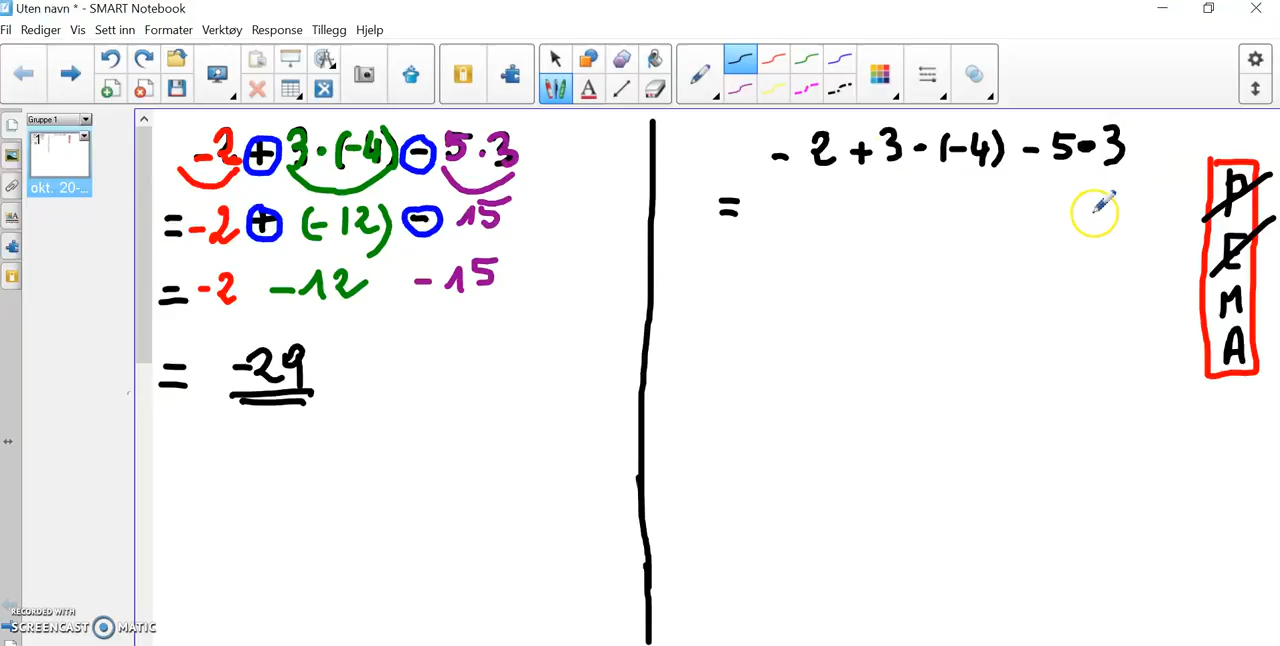 Uten navn * - SMART Notebook
Fil Rediger Vis Sett inn Formater Verktøy Response Tillegg Hjelp
Gruppe 1
1
okt. 20-
-2 + 3 · (-4) - 5 · 3
= -2 + (-12) - 15
= -2 -12 -15
= -29
- 2 + 3 · (-4) - 5 · 3
=
P
E
M
A
RECORDED WITH
SCREENCAST MATIC